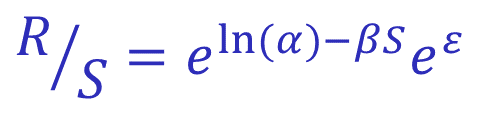 R/S = e^{ln(α)−βS} e^ε